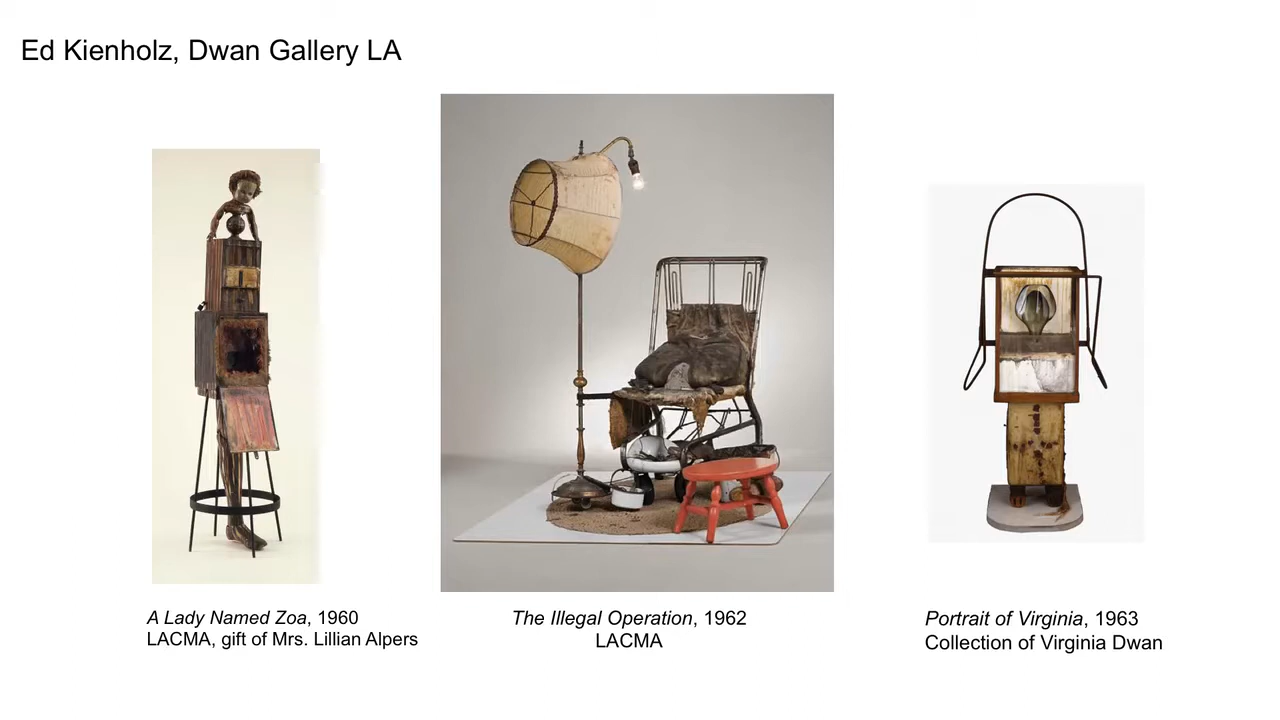 Ed Kienholz, Dwan Gallery LA
A Lady Named Zoa, 1960
LACMA, gift of Mrs. Lillian Alpers
The Illegal Operation, 1962
LACMA
Portrait of Virginia, 1963
Collection of Virginia Dwan